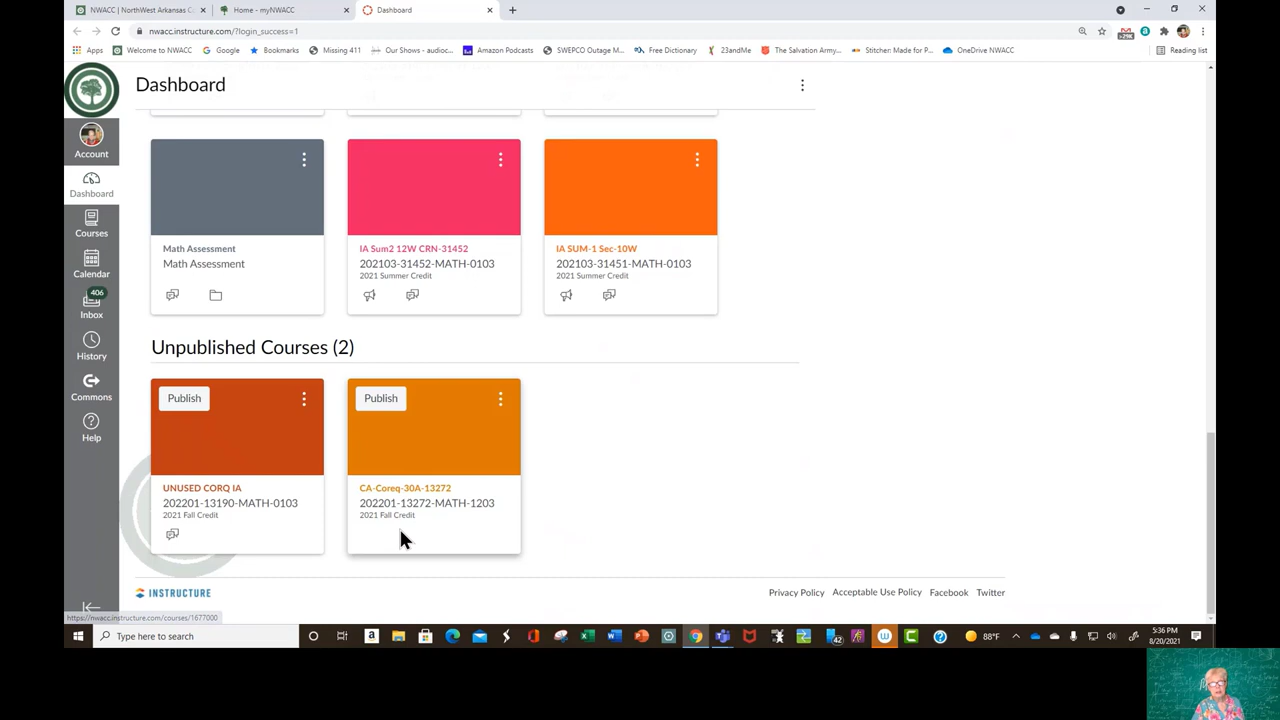 NWACC | NorthWest Arkansas C
Home - myNWACC
Dashboard
nwacc.instructure.com/?login_success=1
Apps
Welcome to NWACC
Google
Bookmarks
Missing 411
Our Shows - audioc...
Amazon Podcasts
SWEPCO Outage M...
Free Dictionary
23andMe
The Salvation Army...
Stitcher: Made for P...
OneDrive NWACC
Reading list
Dashboard
Account
Dashboard
Courses
Calendar
406
Inbox
History
Commons
Help
Math Assessment
Math Assessment
IA Sum2 12W CRN-31452
202103-31452-MATH-0103
2021 Summer Credit
IA SUM-1 Sec-10W
202103-31451-MATH-0103
2021 Summer Credit
Unpublished Courses (2)
Publish
UNUSED CORQ IA
202201-13190-MATH-0103
2021 Fall Credit
Publish
CA-Coreq-30A-13272
202201-13272-MATH-1203
2021 Fall Credit
INSTRUCTURE
Privacy Policy
Acceptable Use Policy
Facebook
Twitter
https://nwacc.instructure.com/courses/1677000
Type here to search
42
88°F
5:36 PM
8/20/2021